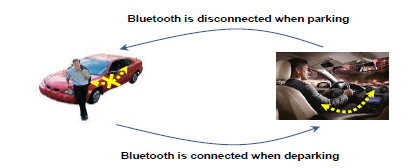 Bluetooth is disconnected when parking
Bluetooth is connected when deparking